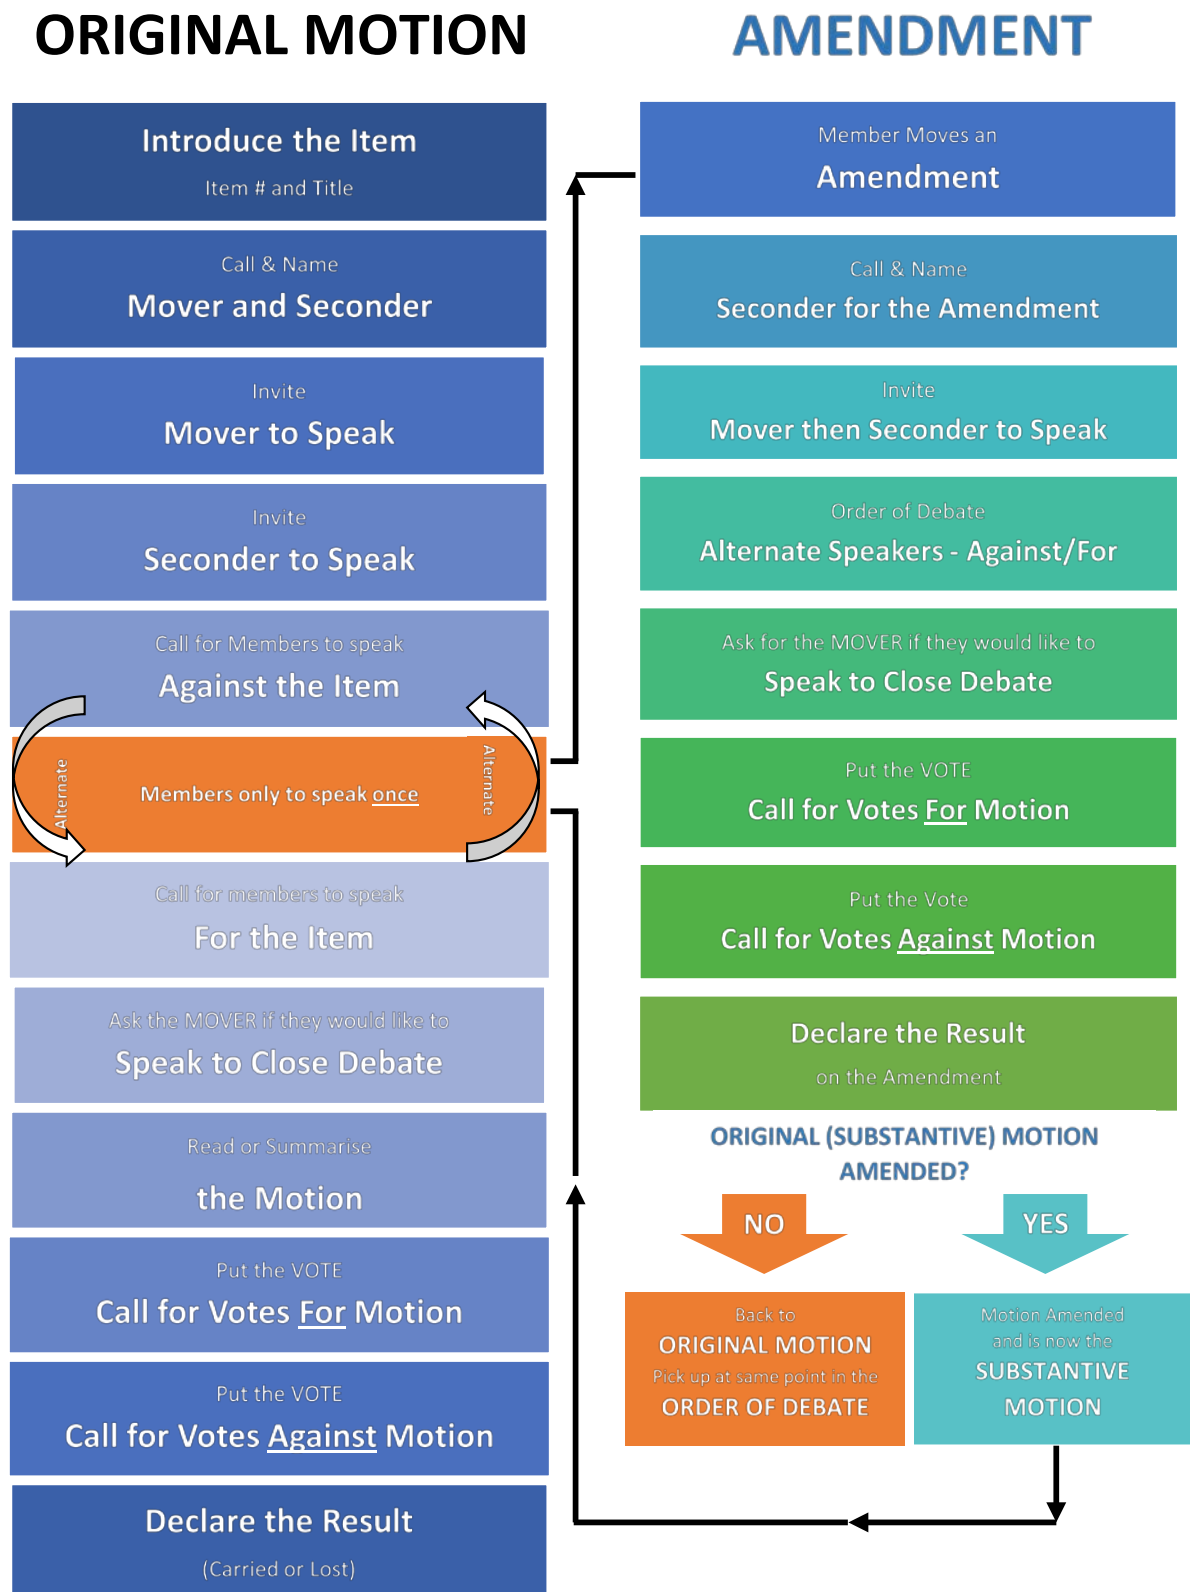 ORIGINAL MOTION
Introduce the Item
Item # and Title
Call & Name
Mover and Seconder
Invite
Mover to Speak
Invite
Seconder to Speak
Call for Members to speak
Against the Item
Alternate
Members only to speak once
Alternate
Call for members to speak
For the Item
Ask the MOVER if they would like to
Speak to Close Debate
Read or Summarise
the Motion
Put the VOTE
Call for Votes For Motion
Put the VOTE
Call for Votes Against Motion
Declare the Result
(Carried or Lost)
AMENDMENT
Member Moves an
Amendment
Call & Name
Seconder for the Amendment
Invite
Mover then Seconder to Speak
Order of Debate
Alternate Speakers - Against/For
Ask for the MOVER if they would like to
Speak to Close Debate
Put the VOTE
Call for Votes For Motion
Put the Vote
Call for Votes Against Motion
Declare the Result
on the Amendment
ORIGINAL (SUBSTANTIVE) MOTION
AMENDED?
NO
Back to
ORIGINAL MOTION
Pick up at same point in the
ORDER OF DEBATE
YES
Motion Amended
and is now the
SUBSTANTIVE
MOTION